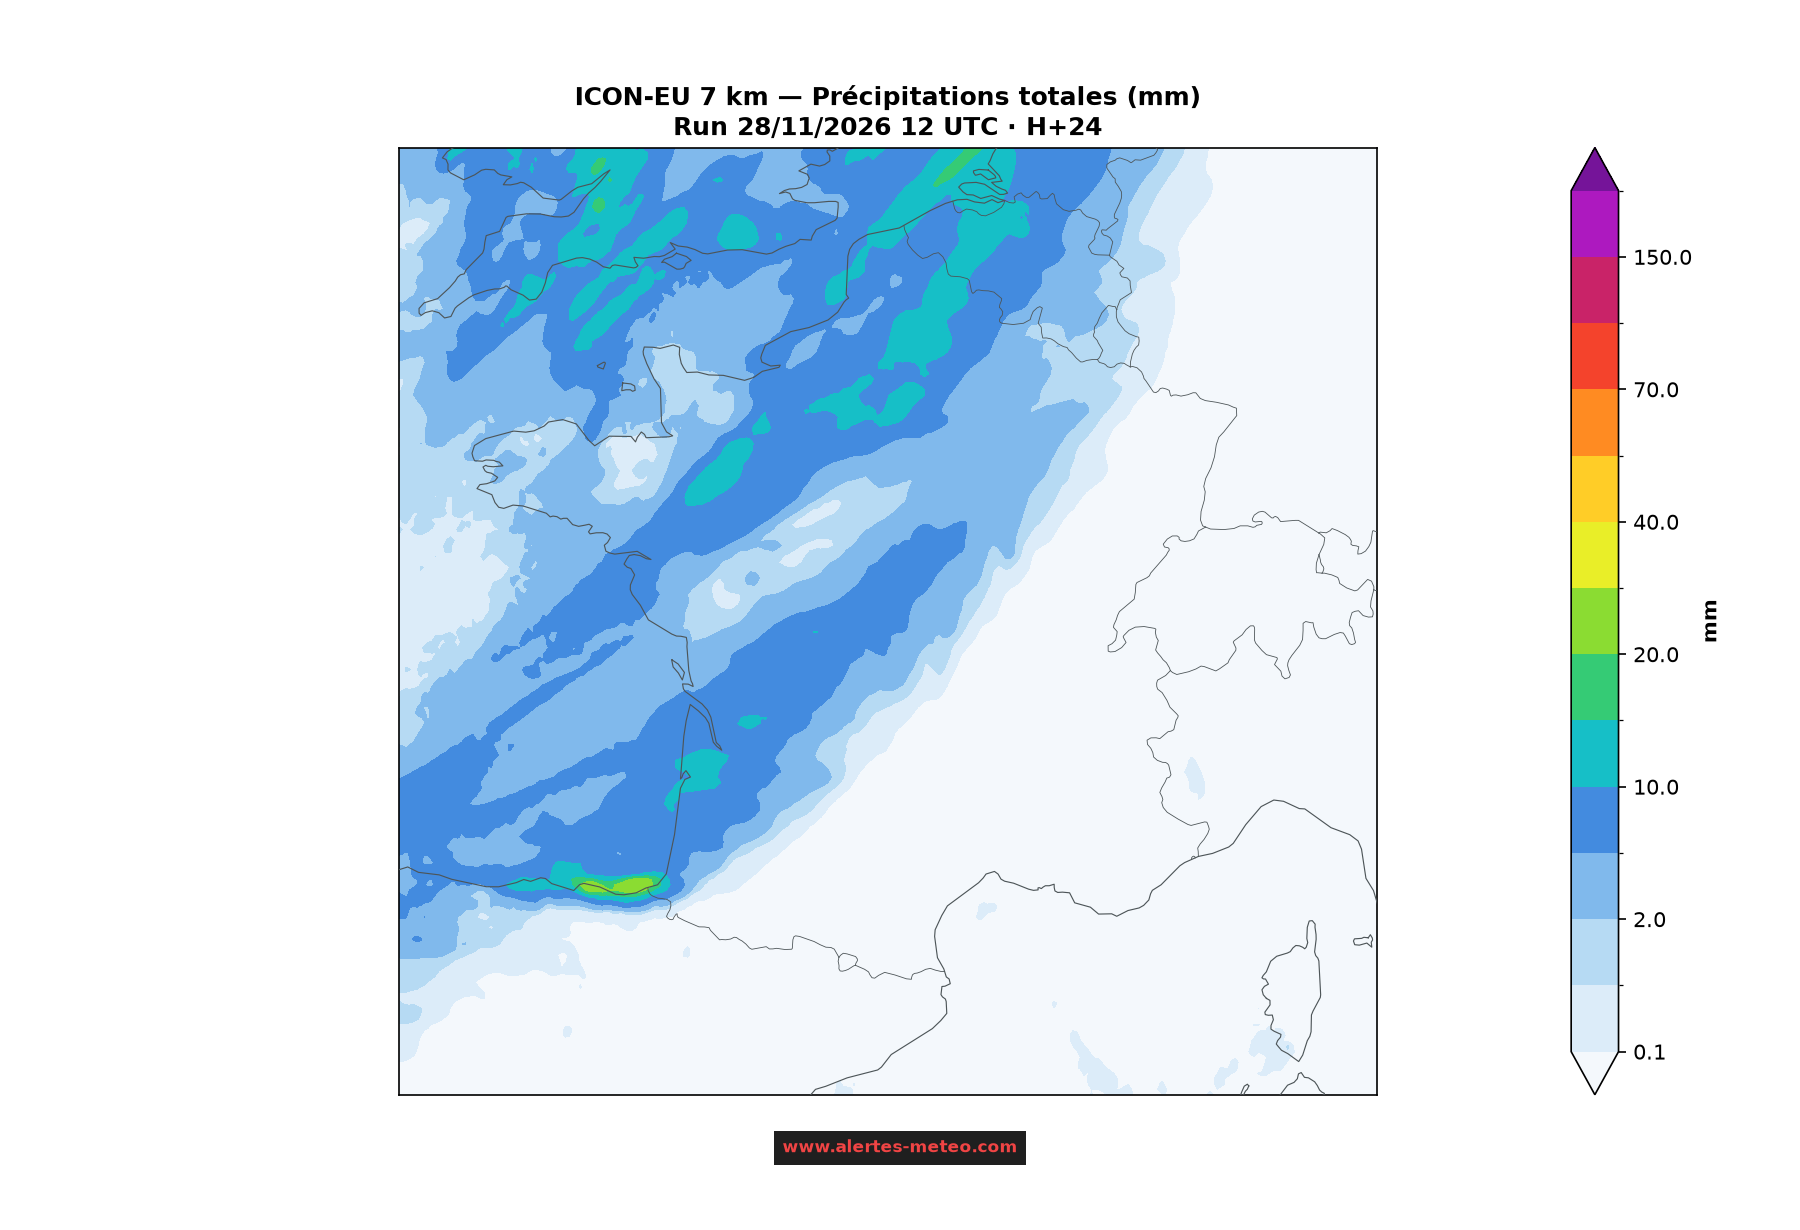 ICON-EU 7 km — Précipitations totales (mm)
Run 28/11/2026 12 UTC · H+24
150.0
70.0
40.0
20.0
10.0
2.0
0.1
mm
www.alertes-meteo.com